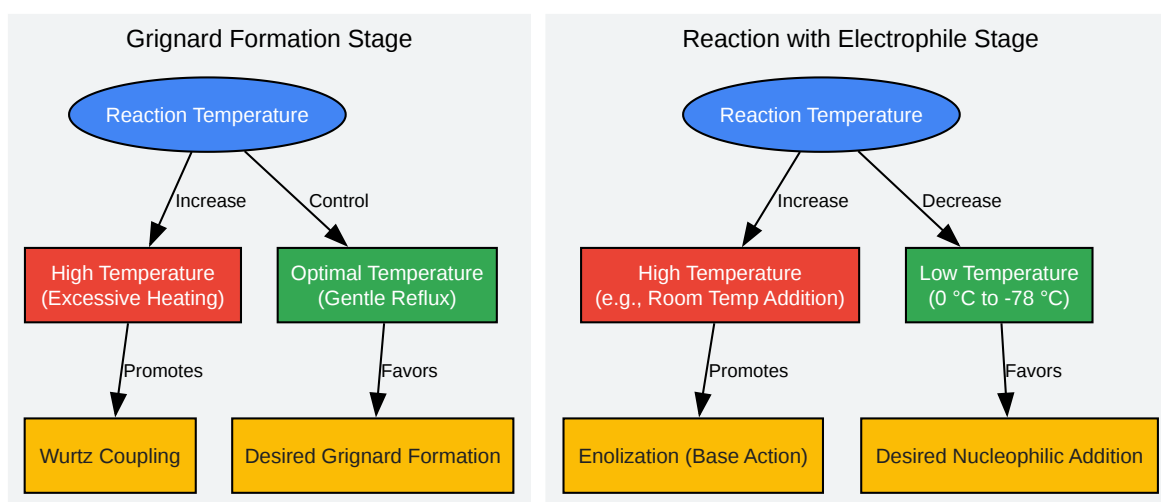 Grignard Formation Stage
Reaction Temperature
Increase
Control
High Temperature
(Excessive Heating)
Optimal Temperature
(Gentle Reflux)
Promotes
Favors
Wurtz Coupling
Desired Grignard Formation
Reaction with Electrophile Stage
Reaction Temperature
Increase
Decrease
High Temperature
(e.g., Room Temp Addition)
Low Temperature
(0 °C to -78 °C)
Promotes
Favors
Enolization (Base Action)
Desired Nucleophilic Addition